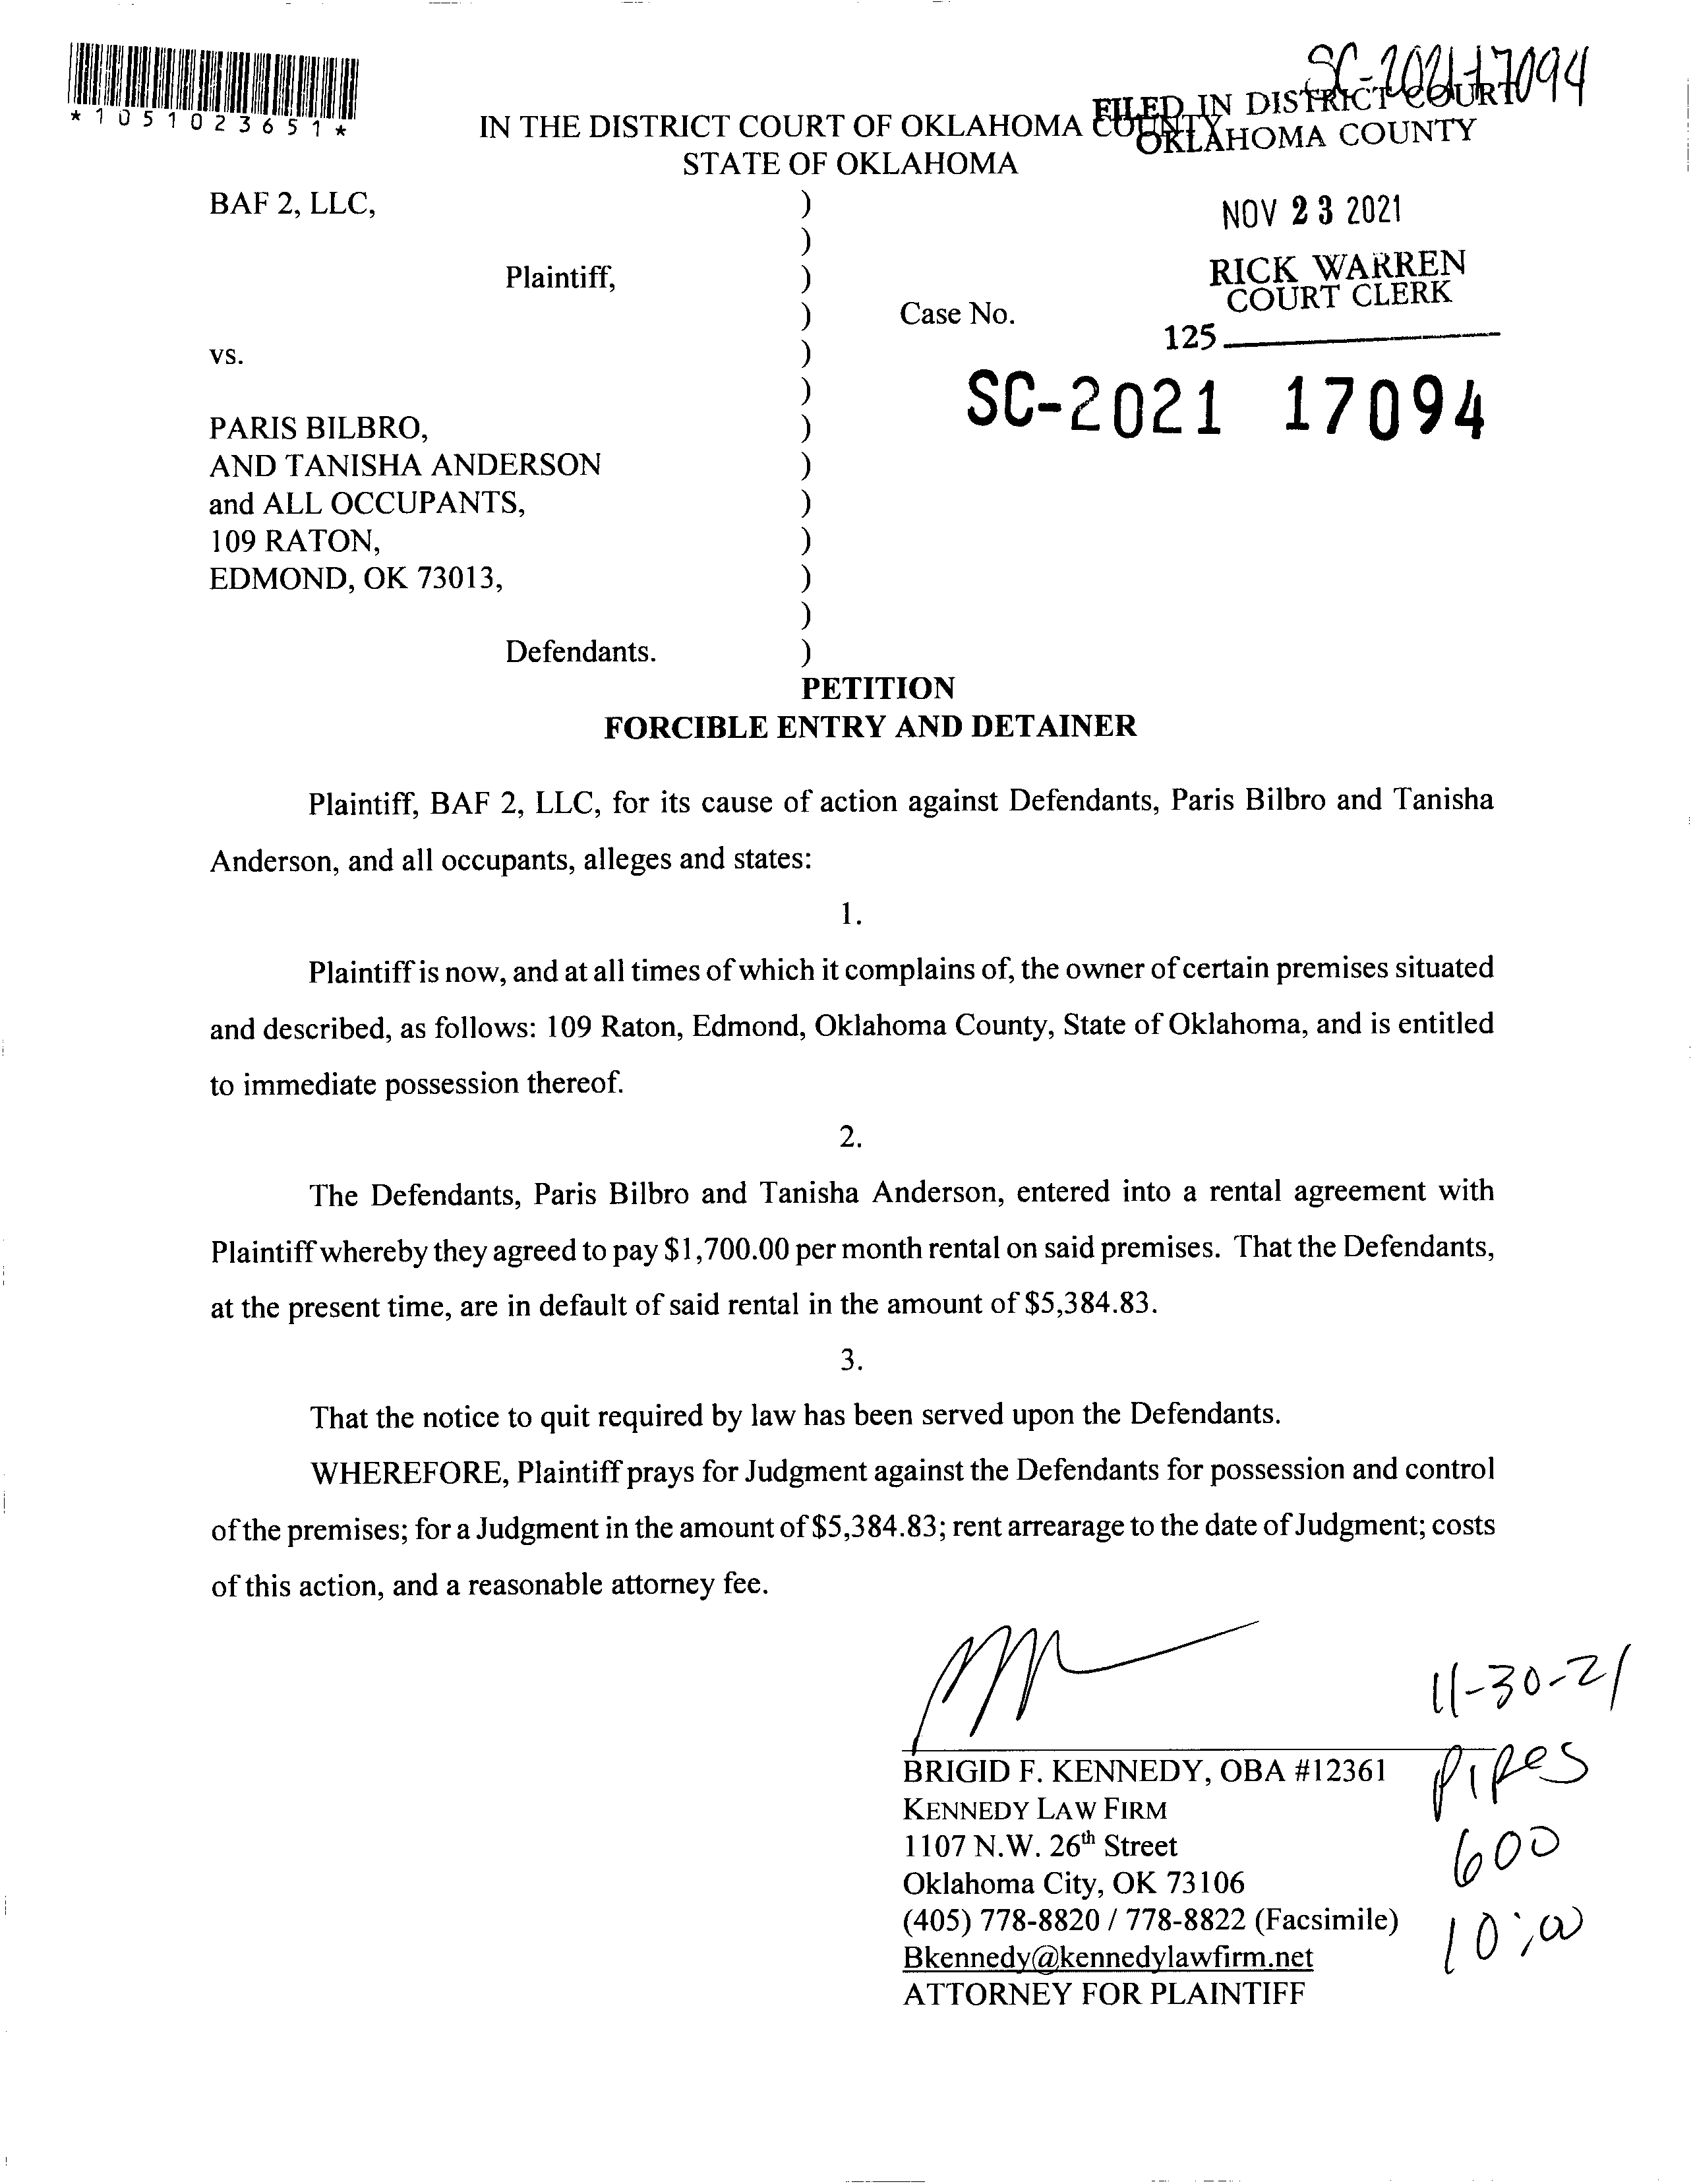 SC-2021-17094
*1051023651*
FILED IN DISTRICT COURT
OKLAHOMA COUNTY
IN THE DISTRICT COURT OF OKLAHOMA COUNTY
STATE OF OKLAHOMA
BAF 2, LLC, )
)
NOV 23 2021
Plaintiff, )
RICK WARREN
COURT CLERK
) Case No.
125
vs. )
)
SC-2021 17094
PARIS BILBRO, )
AND TANISHA ANDERSON )
and ALL OCCUPANTS, )
109 RATON, )
EDMOND, OK 73013, )
)
Defendants. )
PETITION
FORCIBLE ENTRY AND DETAINER
Plaintiff, BAF 2, LLC, for its cause of action against Defendants, Paris Bilbro and Tanisha
Anderson, and all occupants, alleges and states:
1.
Plaintiff is now, and at all times of which it complains of, the owner of certain premises situated
and described, as follows: 109 Raton, Edmond, Oklahoma County, State of Oklahoma, and is entitled
to immediate possession thereof.
2.
The Defendants, Paris Bilbro and Tanisha Anderson, entered into a rental agreement with
Plaintiff whereby they agreed to pay $1,700.00 per month rental on said premises. That the Defendants,
at the present time, are in default of said rental in the amount of $5,384.83.
3.
That the notice to quit required by law has been served upon the Defendants.
WHEREFORE, Plaintiff prays for Judgment against the Defendants for possession and control
of the premises; for a Judgment in the amount of $5,384.83; rent arrearage to the date of Judgment; costs
of this action, and a reasonable attorney fee.
11-30-21
BRIGID F. KENNEDY, OBA #12361
Pipes
KENNEDY LAW FIRM
1107 N.W. 26th Street
600
Oklahoma City, OK 73106
(405) 778-8820 / 778-8822 (Facsimile)
10:00
Bkennedy@kennedylawfirm.net
ATTORNEY FOR PLAINTIFF